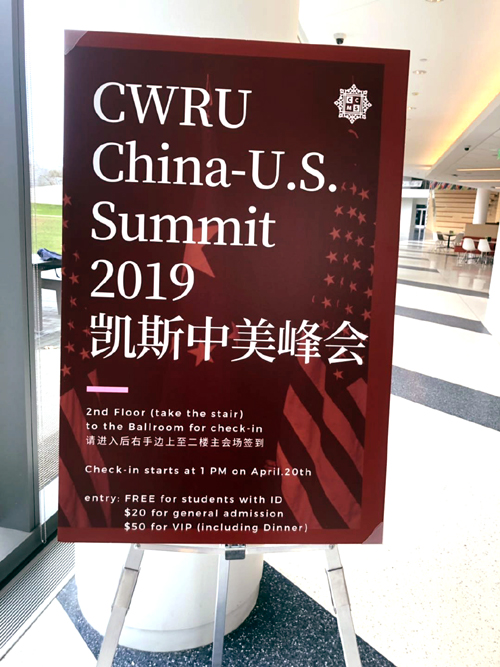 CWRU
China-U.S.
Summit
2019
凯斯中美峰会
2nd Floor (take the stair)
to the Ballroom for check-in
请进入后右手边上至二楼主会场签到
Check-in starts at 1 PM on April.20th
entry: FREE for students with ID
$20 for general admission
$50 for VIP (including Dinner)